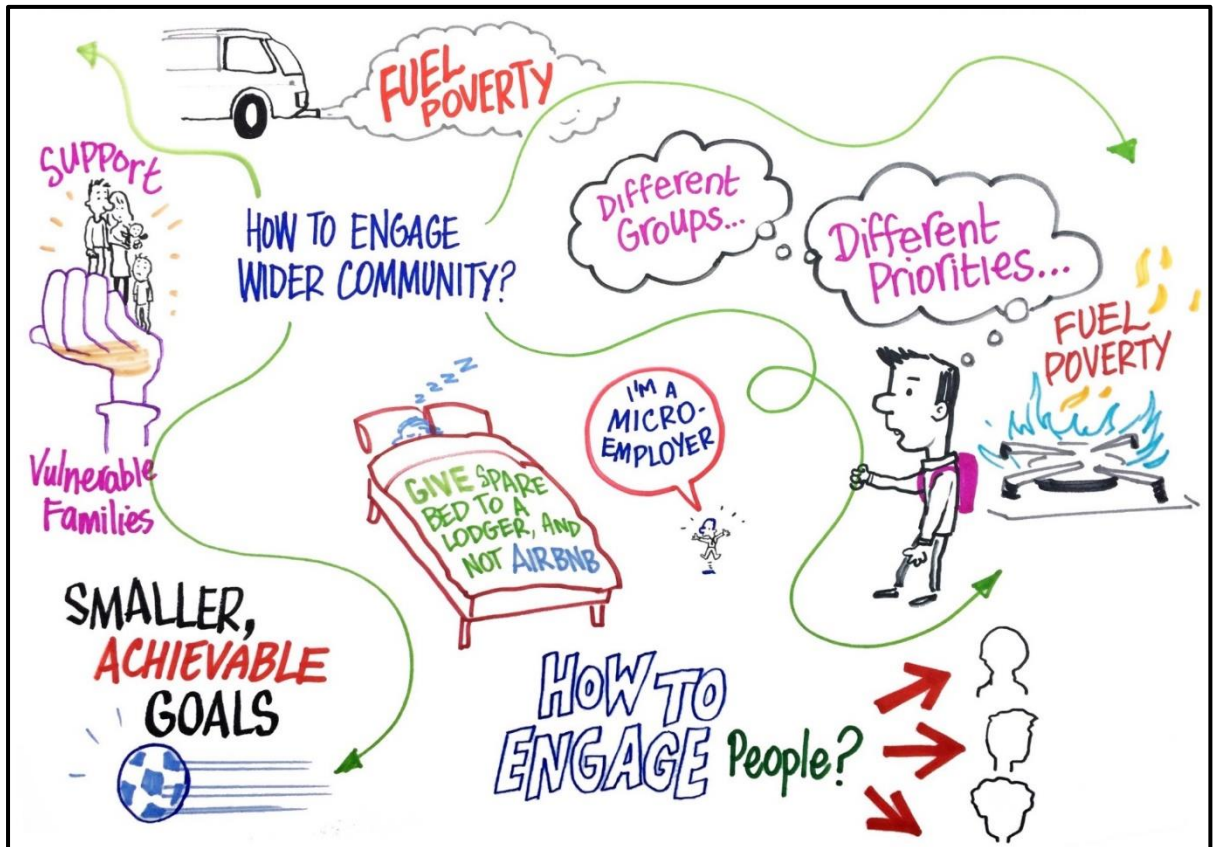 FUEL
POVERTY
SUPPort
Different
Groups...
HOW TO ENGAGE
WIDER COMMUNITY?
Different
Priorities...
FUEL
POVERTY
zzzz
I'M A
MICRO-
EMPLOYER
Vulnerable
Families
GIVE SPARE
BED TO A
LODGER, AND
NOT AIRBNB
SMALLER,
ACHIEVABLE
GOALS
HOW TO
ENGAGE People?